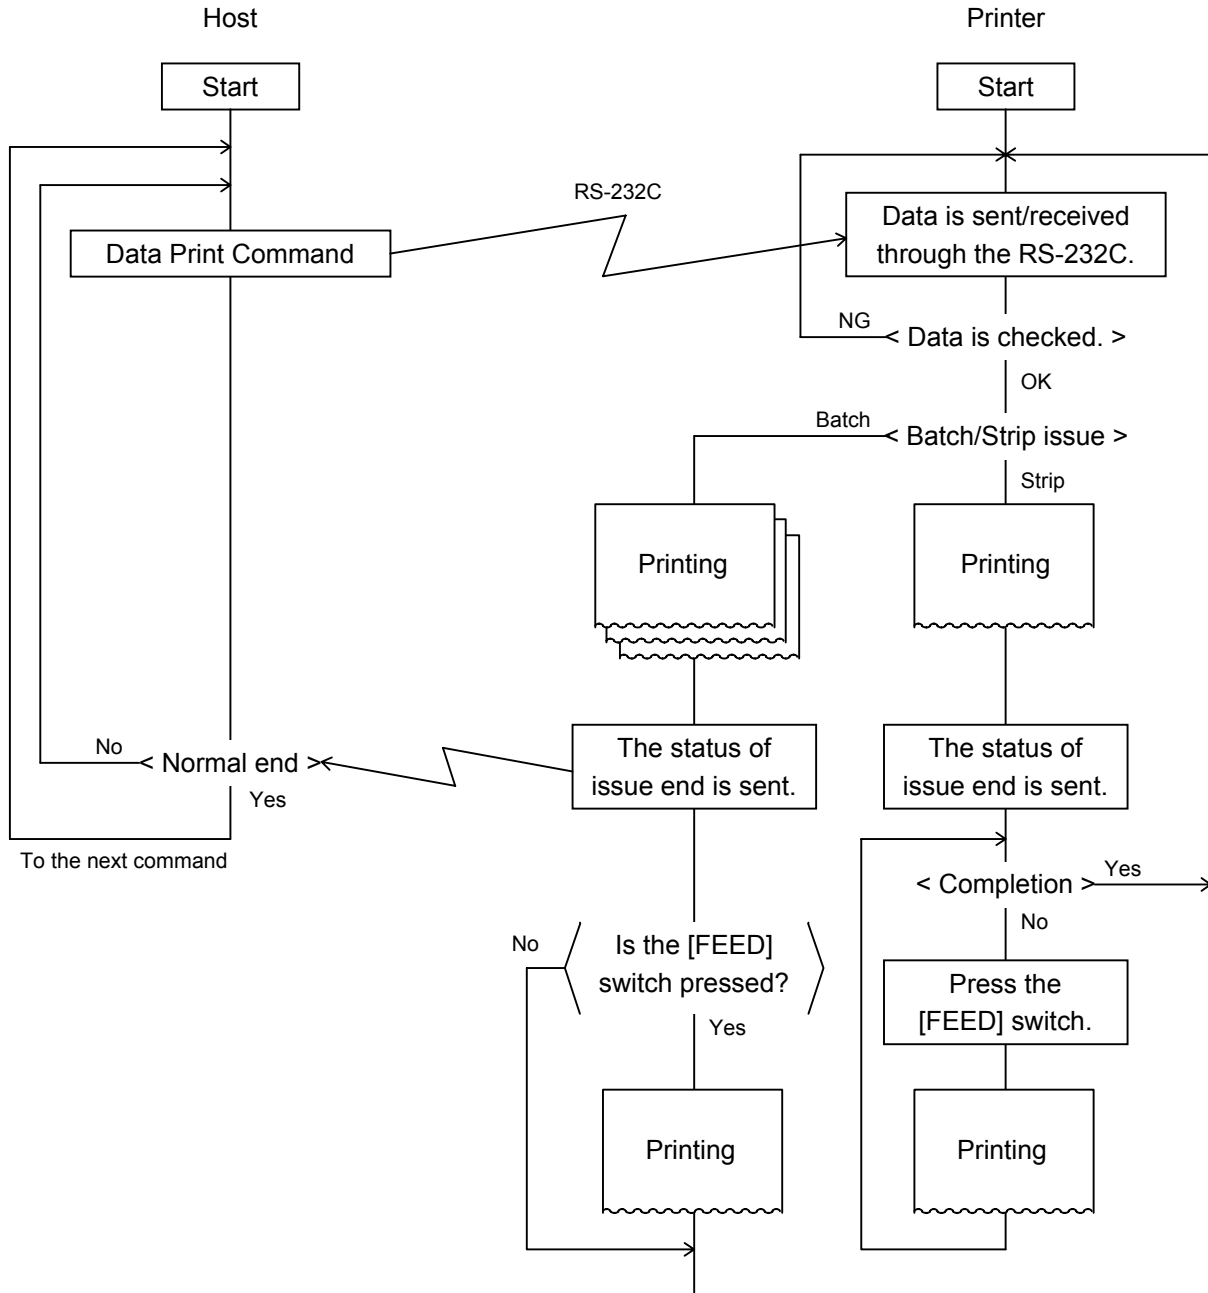 Host
Printer
Start
Start
RS-232C
Data Print Command
Data is sent/received
through the RS-232C.
NG
< Data is checked. >
OK
Batch
< Batch/Strip issue >
Strip
Printing
Printing
No
< Normal end >
Yes
The status of
issue end is sent.
The status of
issue end is sent.
To the next command
< Completion >
Yes
No
No
Is the [FEED]
switch pressed?
Yes
Press the
[FEED] switch.
Printing
Printing